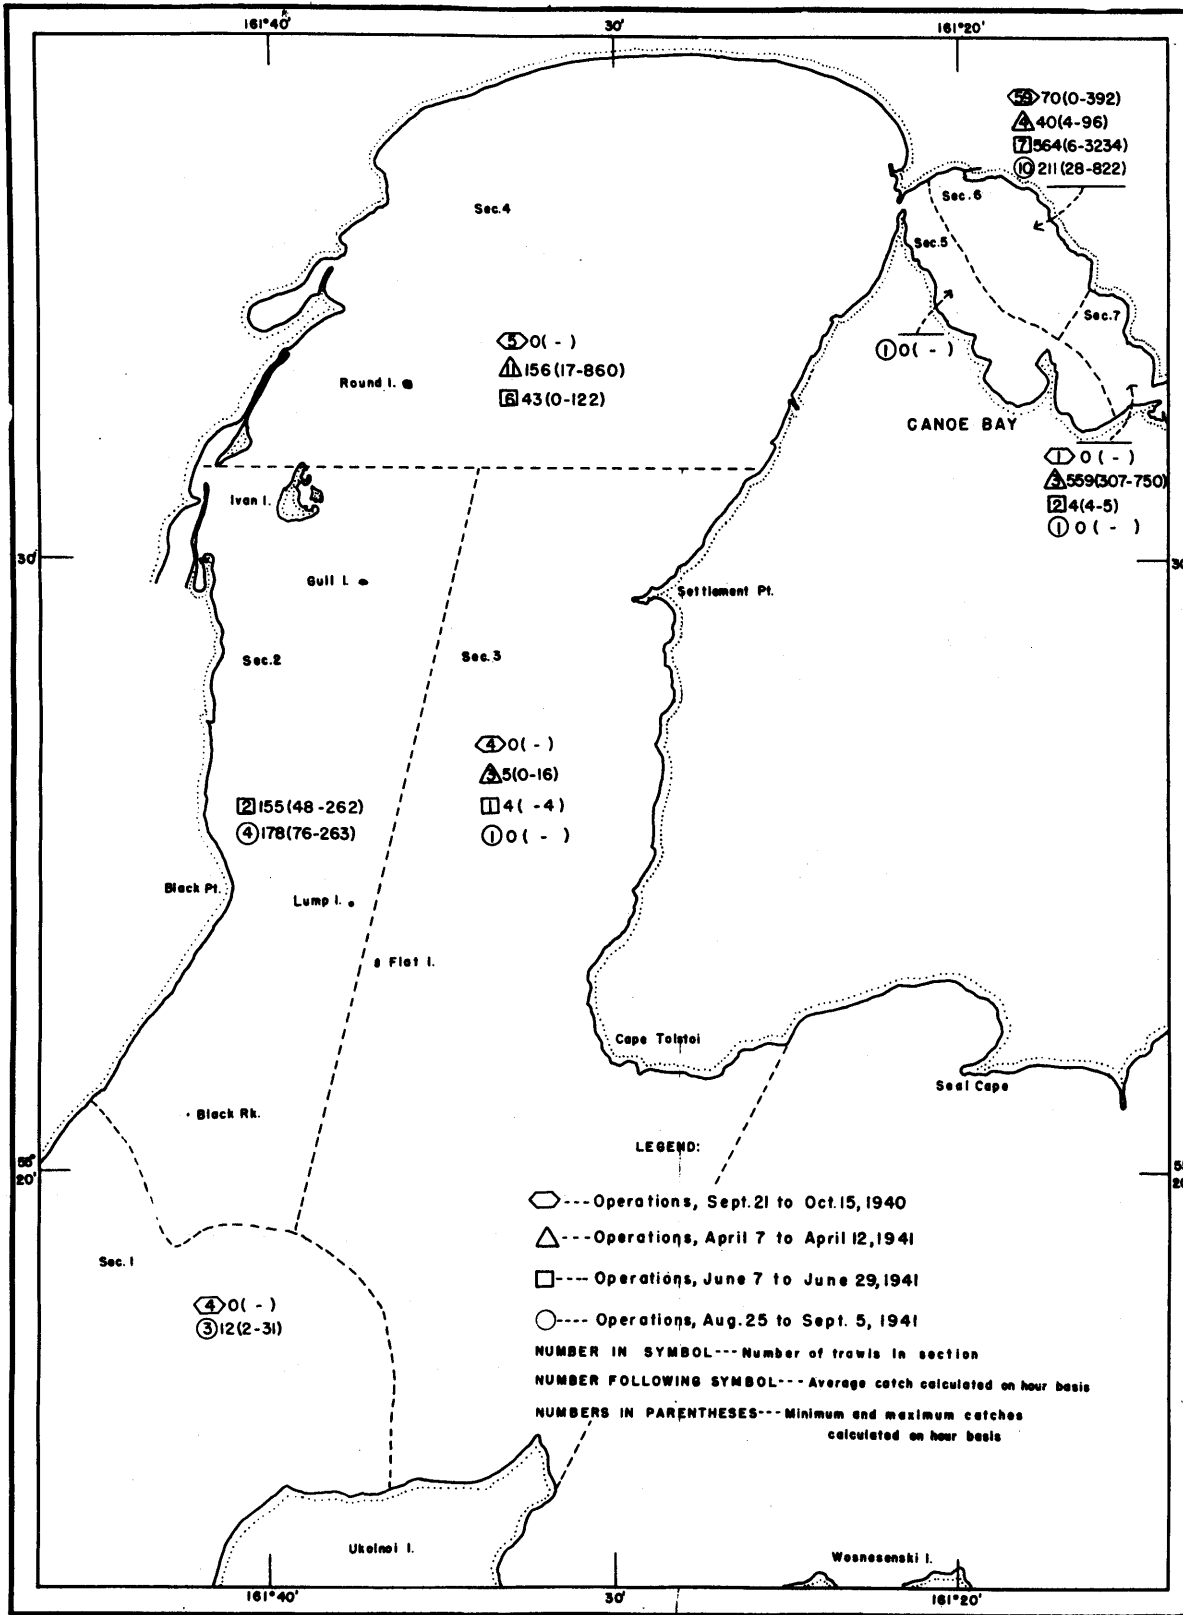 161°40'
30'
161°20'
59 70(0-392)
4 40(4-96)
7 564(6-3234)
10 211(28-822)
Sec.6
Sec.4
Sec.5
Sec.7
5 0( - )
11 156(17-860)
6 43(0-122)
1 0( - )
Round I.
CANOE BAY
1 0( - )
3 559(307-750)
2 4(4-5)
1 0( - )
Ivan I.
30'
Gull I.
Settlement Pt.
Sec.2
Sec.3
4 0( - )
3 5(0-16)
1 4( -4)
1 0( - )
2 155(48-262)
4 178(76-263)
Black Pt.
Lump I.
Flat I.
Cape Tolstoi
Seal Cape
Black Rk.
55°
20'
LEGEND:
---Operations, Sept. 21 to Oct. 15, 1940
---Operations, April 7 to April 12, 1941
----Operations, June 7 to June 29, 1941
----Operations, Aug. 25 to Sept. 5, 1941
NUMBER IN SYMBOL---Number of trawls in section
NUMBER FOLLOWING SYMBOL---Average catch calculated on hour basis
NUMBERS IN PARENTHESES---Minimum and maximum catches
calculated on hour basis
Sec. 1
4 0( - )
3 12(2-31)
Ukolnoi I.
Wosnesenski I.
161°40'
30'
161°20'